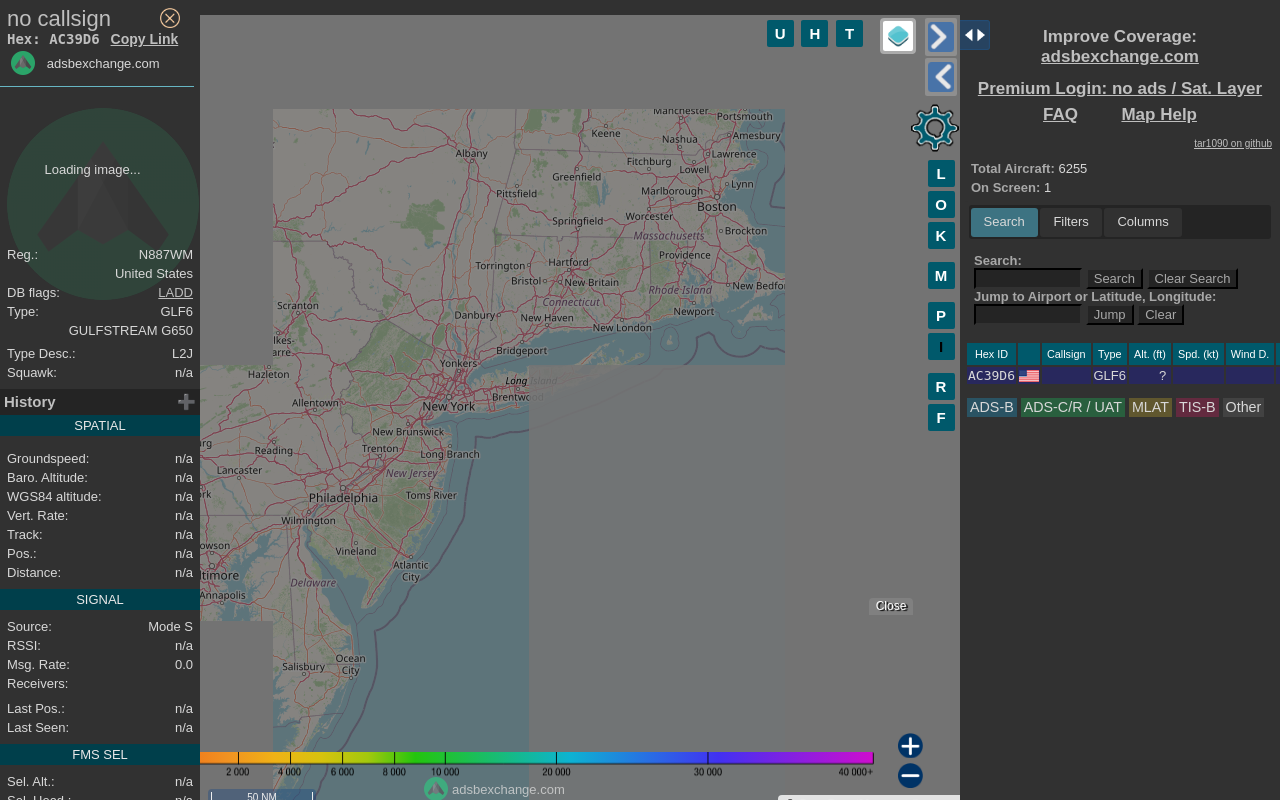 no callsign
Hex: AC39D6 Copy Link
adsbexchange.com
Loading image...
Reg.: N887WM
United States
DB flags: LADD
Type: GLF6
GULFSTREAM G650
Type Desc.: L2J
Squawk: n/a
History
SPATIAL
Groundspeed: n/a
Baro. Altitude: n/a
WGS84 altitude: n/a
Vert. Rate: n/a
Track: n/a
Pos.: n/a
Distance: n/a
SIGNAL
Source: Mode S
RSSI: n/a
Msg. Rate: 0.0
Receivers:
Last Pos.: n/a
Last Seen: n/a
FMS SEL
Sel. Alt.: n/a
U H T
L
O
K
M
P
I
R
F
Manchester
Portsmouth
Keene
Nashua
Amesbury
Albany
Fitchburg
Lawrence
Greenfield
Lowell
Pittsfield
Marlborough
Lynn
Springfield
Worcester
Boston
Massachusetts
Brockton
Torrington
Hartford
Providence
Bristol
New Britain
Rhode Island
New Bedfo
Scranton
Connecticut
Danbury
New Haven
New London
Newport
lkes-
arre
Bridgeport
Hazleton
Yonkers
Long Island
Brentwoo
Allentown
New York
New Brunswick
Reading
Trenton
Long Branch
Lancaster
New Jersey
Philadelphia
Toms River
Wilmington
Vineland
Atlantic
City
Delaware
ltimore
Annapolis
Ocean
City
Salisbury
Close
2 000 4 000 6 000 8 000 10 000 20 000 30 000 40 000+
adsbexchange.com
50 NM
Improve Coverage:
adsbexchange.com
Premium Login: no ads / Sat. Layer
FAQ Map Help
tar1090 on github
Total Aircraft: 6255
On Screen: 1
Search Filters Columns
Search:
Search Clear Search
Jump to Airport or Latitude, Longitude:
Jump Clear
Hex ID Callsign Type Alt. (ft) Spd. (kt) Wind D.
AC39D6 GLF6 ?
ADS-B ADS-C/R / UAT MLAT TIS-B Other